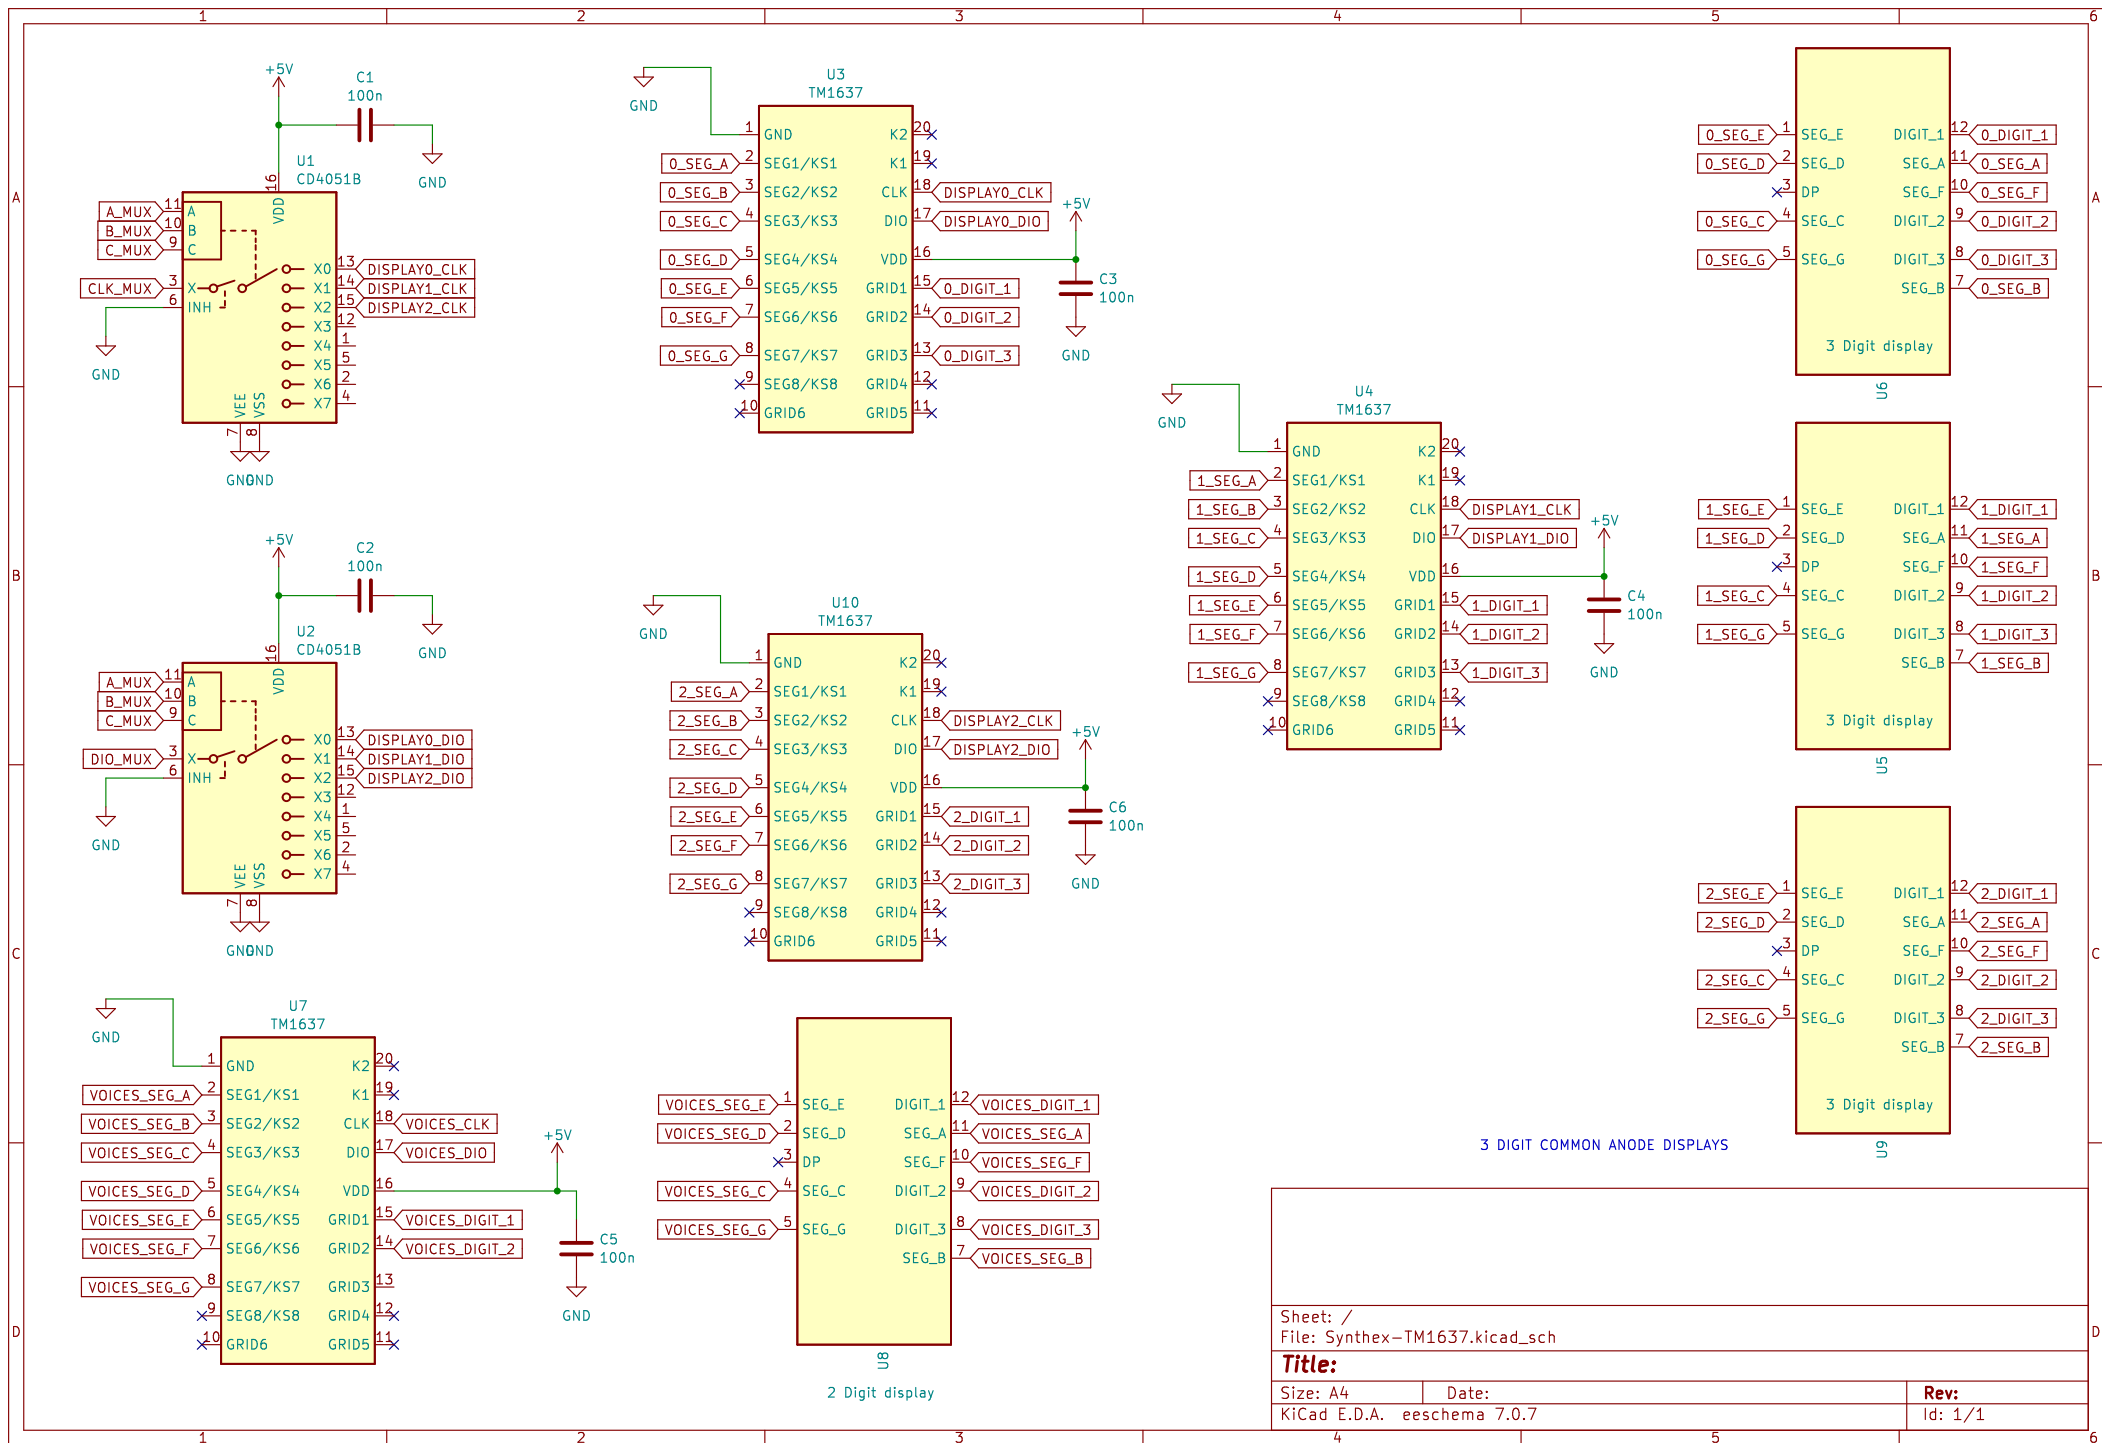 1 2 3 4 5 6
A
B
C
D
A
B
C
D
1 2 3 4 5 6
+5V
C1
100n
GND
U1
CD4051B
16
VDD
A_MUX 11 A
B_MUX 10 B
C_MUX 9 C
CLK_MUX 3 X
6 INH
GND
X0 13 DISPLAY0_CLK
X1 14 DISPLAY1_CLK
X2 15 DISPLAY2_CLK
X3 12
X4 1
X5 5
X6 2
X7 4
VEE VSS
7 8
GND GND
+5V
C2
100n
GND
U2
CD4051B
16
VDD
A_MUX 11 A
B_MUX 10 B
C_MUX 9 C
DIO_MUX 3 X
6 INH
GND
X0 13 DISPLAY0_DIO
X1 14 DISPLAY1_DIO
X2 15 DISPLAY2_DIO
X3 12
X4 1
X5 5
X6 2
X7 4
VEE VSS
7 8
GND GND
GND
U7
TM1637
1 GND K2 20
VOICES_SEG_A 2 SEG1/KS1 K1 19
VOICES_SEG_B 3 SEG2/KS2 CLK 18 VOICES_CLK
VOICES_SEG_C 4 SEG3/KS3 DIO 17 VOICES_DIO
VOICES_SEG_D 5 SEG4/KS4 VDD 16
VOICES_SEG_E 6 SEG5/KS5 GRID1 15 VOICES_DIGIT_1
VOICES_SEG_F 7 SEG6/KS6 GRID2 14 VOICES_DIGIT_2
VOICES_SEG_G 8 SEG7/KS7 GRID3 13
9 SEG8/KS8 GRID4 12
10 GRID6 GRID5 11
+5V
C5
100n
GND
GND
U3
TM1637
1 GND K2 20
0_SEG_A 2 SEG1/KS1 K1 19
0_SEG_B 3 SEG2/KS2 CLK 18 DISPLAY0_CLK
0_SEG_C 4 SEG3/KS3 DIO 17 DISPLAY0_DIO
0_SEG_D 5 SEG4/KS4 VDD 16
0_SEG_E 6 SEG5/KS5 GRID1 15 0_DIGIT_1
0_SEG_F 7 SEG6/KS6 GRID2 14 0_DIGIT_2
0_SEG_G 8 SEG7/KS7 GRID3 13 0_DIGIT_3
9 SEG8/KS8 GRID4 12
10 GRID6 GRID5 11
+5V
C3
100n
GND
GND
U10
TM1637
1 GND K2 20
2_SEG_A 2 SEG1/KS1 K1 19
2_SEG_B 3 SEG2/KS2 CLK 18 DISPLAY2_CLK
2_SEG_C 4 SEG3/KS3 DIO 17 DISPLAY2_DIO
2_SEG_D 5 SEG4/KS4 VDD 16
2_SEG_E 6 SEG5/KS5 GRID1 15 2_DIGIT_1
2_SEG_F 7 SEG6/KS6 GRID2 14 2_DIGIT_2
2_SEG_G 8 SEG7/KS7 GRID3 13 2_DIGIT_3
9 SEG8/KS8 GRID4 12
10 GRID6 GRID5 11
+5V
C6
100n
GND
VOICES_SEG_E 1 SEG_E DIGIT_1 12 VOICES_DIGIT_1
VOICES_SEG_D 2 SEG_D SEG_A 11 VOICES_SEG_A
3 DP SEG_F 10 VOICES_SEG_F
VOICES_SEG_C 4 SEG_C DIGIT_2 9 VOICES_DIGIT_2
VOICES_SEG_G 5 SEG_G DIGIT_3 8 VOICES_DIGIT_3
SEG_B 7 VOICES_SEG_B
U8
2 Digit display
GND
U4
TM1637
1 GND K2 20
1_SEG_A 2 SEG1/KS1 K1 19
1_SEG_B 3 SEG2/KS2 CLK 18 DISPLAY1_CLK
1_SEG_C 4 SEG3/KS3 DIO 17 DISPLAY1_DIO
1_SEG_D 5 SEG4/KS4 VDD 16
1_SEG_E 6 SEG5/KS5 GRID1 15 1_DIGIT_1
1_SEG_F 7 SEG6/KS6 GRID2 14 1_DIGIT_2
1_SEG_G 8 SEG7/KS7 GRID3 13 1_DIGIT_3
9 SEG8/KS8 GRID4 12
10 GRID6 GRID5 11
+5V
C4
100n
GND
0_SEG_E 1 SEG_E DIGIT_1 12 0_DIGIT_1
0_SEG_D 2 SEG_D SEG_A 11 0_SEG_A
3 DP SEG_F 10 0_SEG_F
0_SEG_C 4 SEG_C DIGIT_2 9 0_DIGIT_2
0_SEG_G 5 SEG_G DIGIT_3 8 0_DIGIT_3
SEG_B 7 0_SEG_B
3 Digit display
U6
1_SEG_E 1 SEG_E DIGIT_1 12 1_DIGIT_1
1_SEG_D 2 SEG_D SEG_A 11 1_SEG_A
3 DP SEG_F 10 1_SEG_F
1_SEG_C 4 SEG_C DIGIT_2 9 1_DIGIT_2
1_SEG_G 5 SEG_G DIGIT_3 8 1_DIGIT_3
SEG_B 7 1_SEG_B
3 Digit display
U5
2_SEG_E 1 SEG_E DIGIT_1 12 2_DIGIT_1
2_SEG_D 2 SEG_D SEG_A 11 2_SEG_A
3 DP SEG_F 10 2_SEG_F
2_SEG_C 4 SEG_C DIGIT_2 9 2_DIGIT_2
2_SEG_G 5 SEG_G DIGIT_3 8 2_DIGIT_3
SEG_B 7 2_SEG_B
3 Digit display
U9
3 DIGIT COMMON ANODE DISPLAYS
Sheet: /
File: Synthex-TM1637.kicad_sch
Title:
Size: A4 Date: Rev:
KiCad E.D.A. eeschema 7.0.7 Id: 1/1